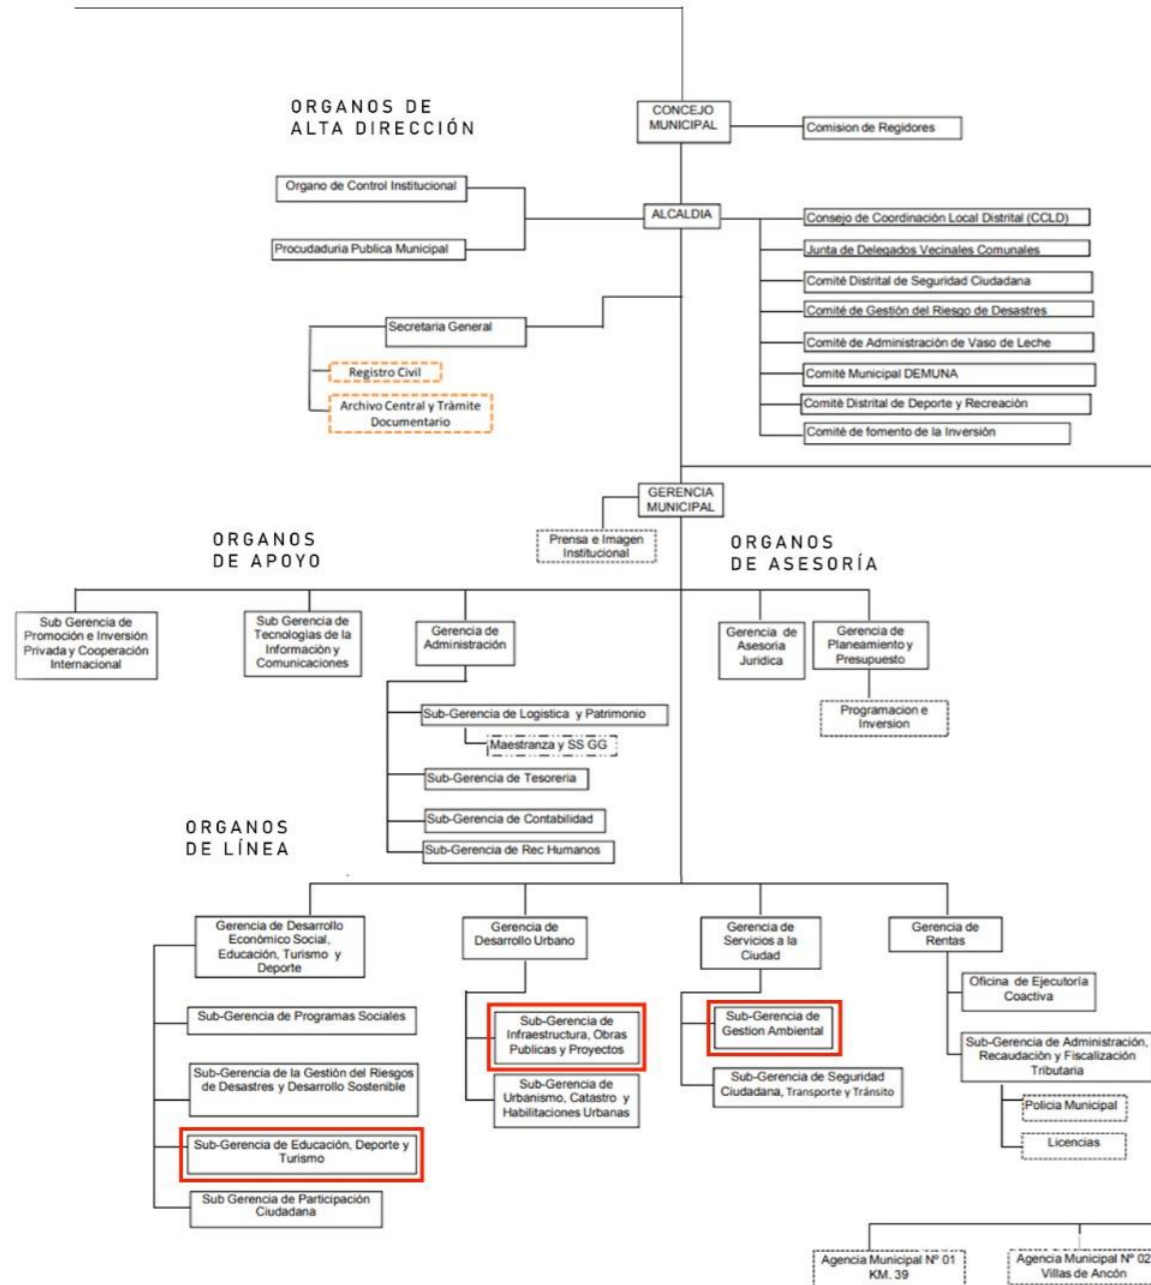 ORGANOS DE
ALTA DIRECCIÓN
CONCEJO
MUNICIPAL
Comision de Regidores
Organo de Control Institucional
Procudaduria Publica Municipal
ALCALDIA
Consejo de Coordinación Local Distrital (CCLD)
Junta de Delegados Vecinales Comunales
Comité Distrital de Seguridad Ciudadana
Comité de Gestión del Riesgo de Desastres
Comité de Administración de Vaso de Leche
Comité Municipal DEMUNA
Comité Distrital de Deporte y Recreación
Comité de fomento de la Inversión
Secretaria General
Registro Civil
Archivo Central y Tràmite
Documentario
GERENCIA
MUNICIPAL
Prensa e Imagen
Institucional
ORGANOS
DE APOYO
ORGANOS
DE ASESORÍA
Sub Gerencia de
Promoción e Inversión
Privada y Cooperación
Internacional
Sub Gerencia de
Tecnologías de la
Información y
Comunicaciones
Gerencia de
Administración
Gerencia de
Asesoria
Juridica
Gerencia de
Planeamiento y
Presupuesto
Programacion e
Inversion
Sub-Gerencia de Logistica y Patrimonio
Maestranza y SS GG
Sub-Gerencia de Tesoreria
Sub-Gerencia de Contabilidad
Sub-Gerencia de Rec Humanos
ORGANOS
DE LÍNEA
Gerencia de Desarrollo
Econòmico Social,
Educación, Turismo y
Deporte
Sub-Gerencia de Programas Sociales
Sub-Gerencia de la Gestión del Riesgos
de Desastres y Desarrollo Sostenible
Sub-Gerencia de Educación, Deporte y
Turismo
Sub Gerencia de Participación
Ciudadana
Gerencia de
Desarrollo Urbano
Sub-Gerencia de
Infraestructura, Obras
Publicas y Proyectos
Sub-Gerencia de
Urbanismo, Catastro y
Habilitaciones Urbanas
Gerencia de
Servicios a la
Ciudad
Sub-Gerencia de
Gestion Ambiental
Sub-Gerencia de Seguridad
Ciudadana, Transporte y Trànsito
Gerencia de
Rentas
Oficina de Ejecutoría
Coactiva
Sub-Gerencia de Administración,
Recaudaciòn y Fiscalización
Tributaria
Policia Municipal
Licencias
Agencia Municipal Nº 01
KM. 39
Agencia Municipal Nº 02
Villas de Ancón